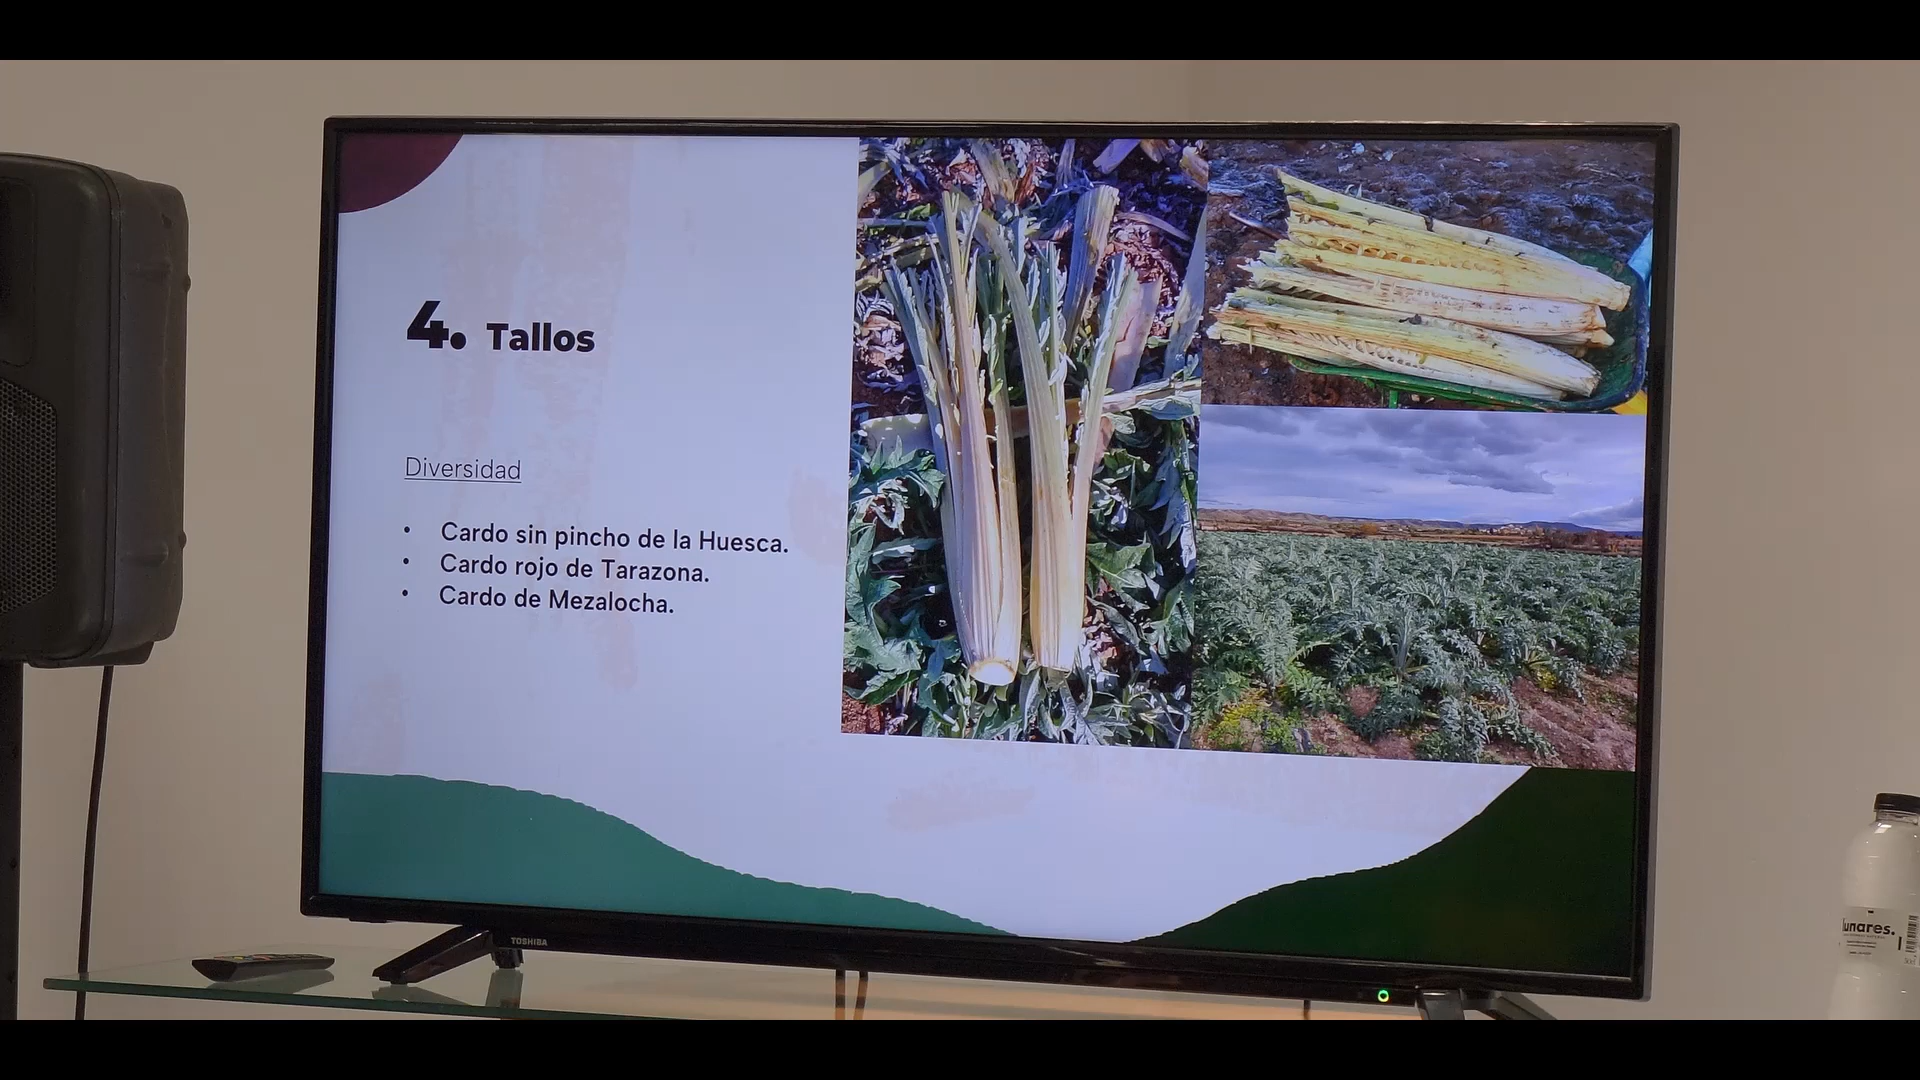 4. Tallos
Diversidad
• Cardo sin pincho de la Huesca.
• Cardo rojo de Tarazona.
• Cardo de Mezalocha.
TOSHIBA
lunares.